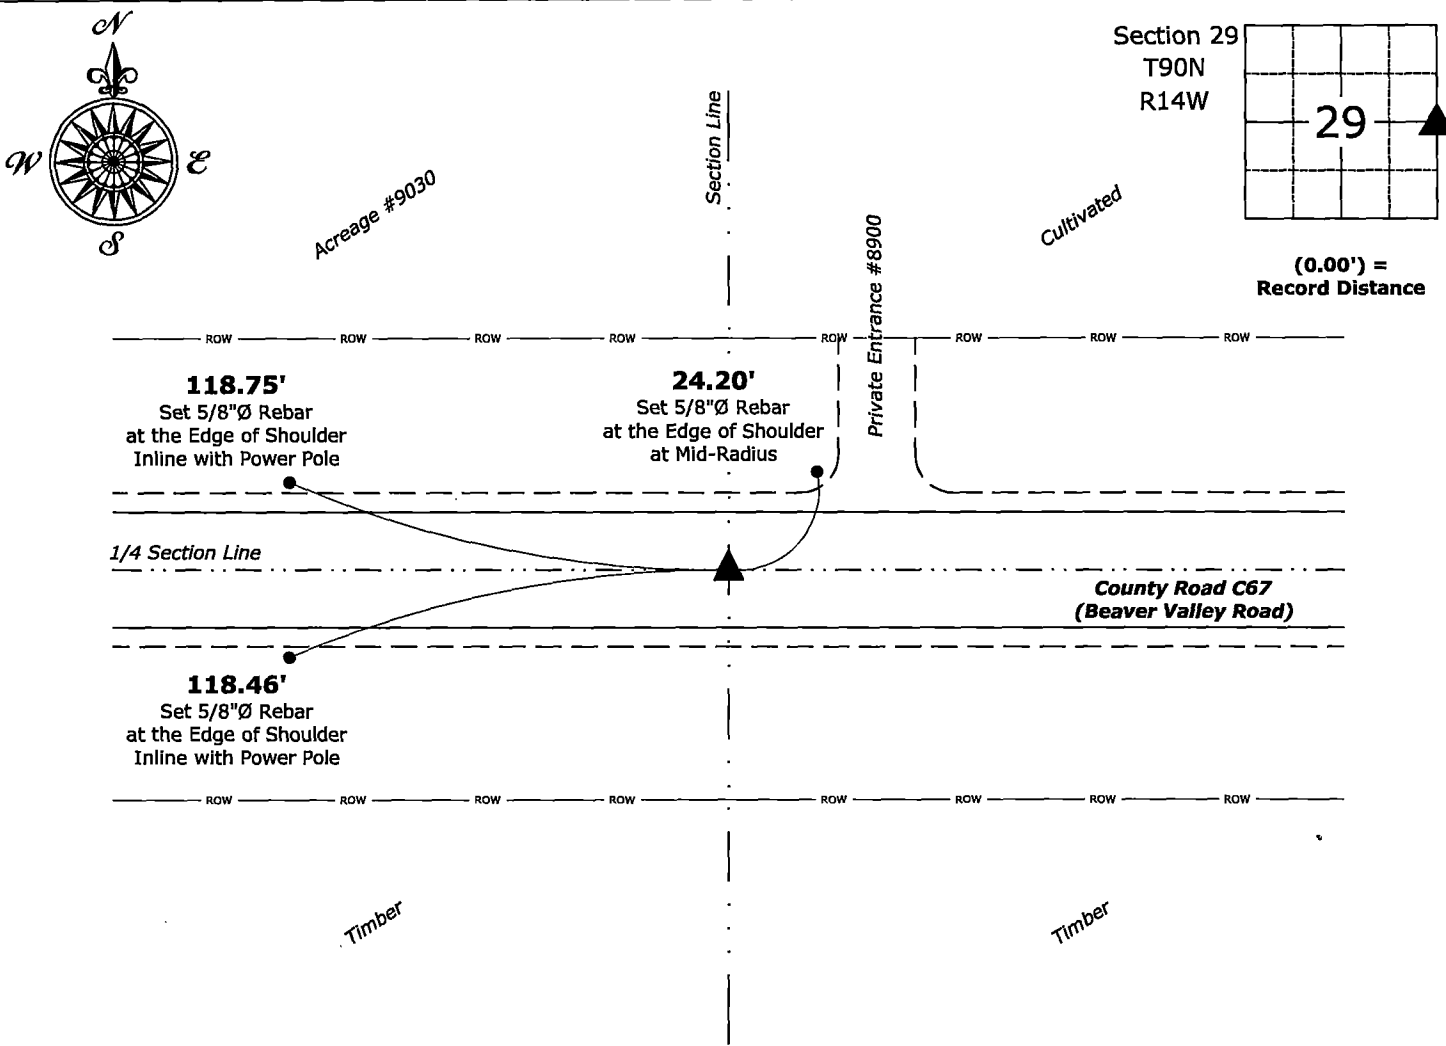 N
W
E
S
Section 29
T90N
R14W
29
(0.00') =
Record Distance
Acreage #9030
Section Line
Private Entrance #8900
Cultivated
ROW ROW ROW ROW ROW ROW ROW ROW
118.75'
Set 5/8"Ø Rebar
at the Edge of Shoulder
Inline with Power Pole
24.20'
Set 5/8"Ø Rebar
at the Edge of Shoulder
at Mid-Radius
1/4 Section Line
County Road C67
(Beaver Valley Road)
118.46'
Set 5/8"Ø Rebar
at the Edge of Shoulder
Inline with Power Pole
ROW ROW ROW ROW ROW ROW ROW ROW
Timber
Timber